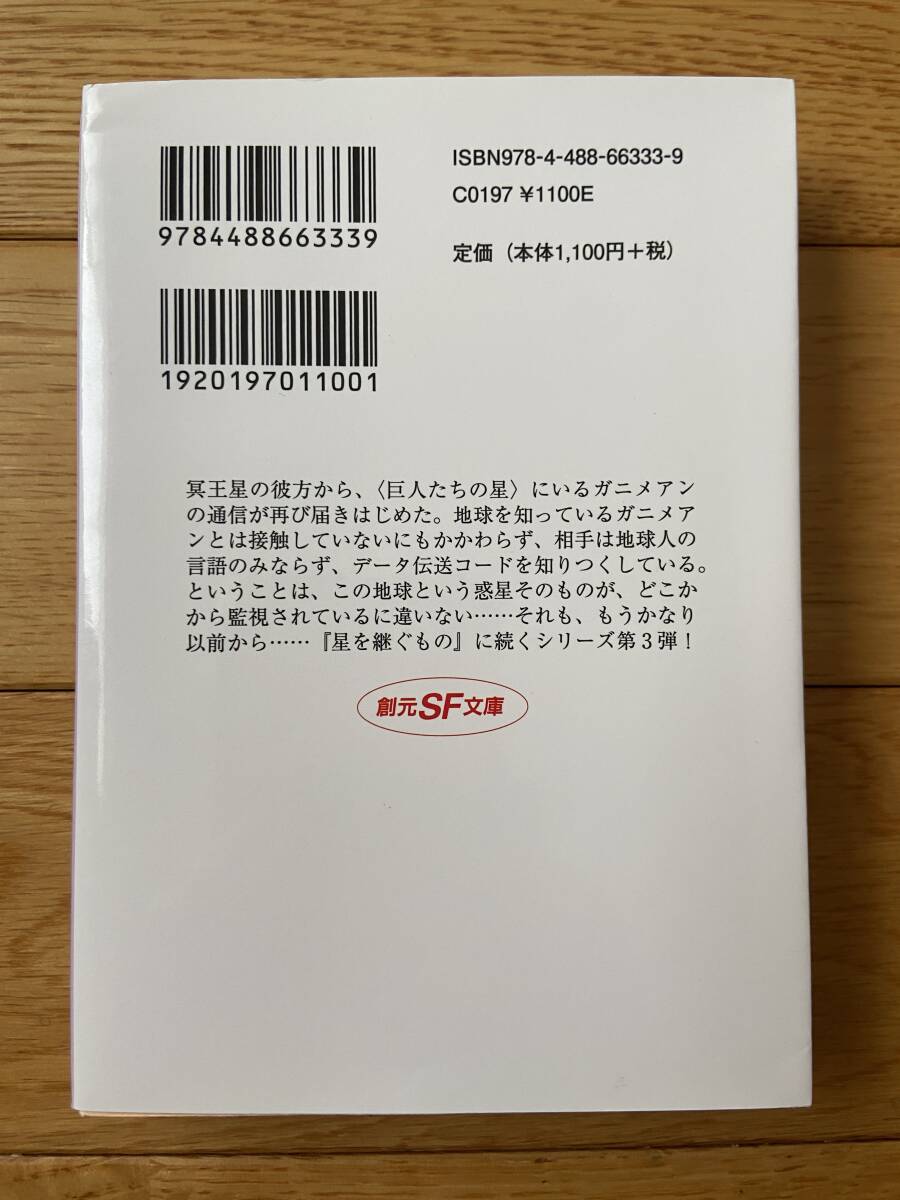 9784488663339
1920197011001
ISBN978-4-488-66333-9
C0197 ¥1100E
定価（本体1,100円＋税）
冥王星の彼方から、〈巨人たちの星〉にいるガニメアン
の通信が再び届きはじめた。地球を知っているガニメア
ンとは接触していないにもかかわらず、相手は地球人の
言語のみならず、データ伝送コードを知りつくしている。
ということは、この地球という惑星そのものが、どこか
から監視されているに違いない……それも、もうかなり
以前から……『星を継ぐもの』に続くシリーズ第3弾！
創元SF文庫